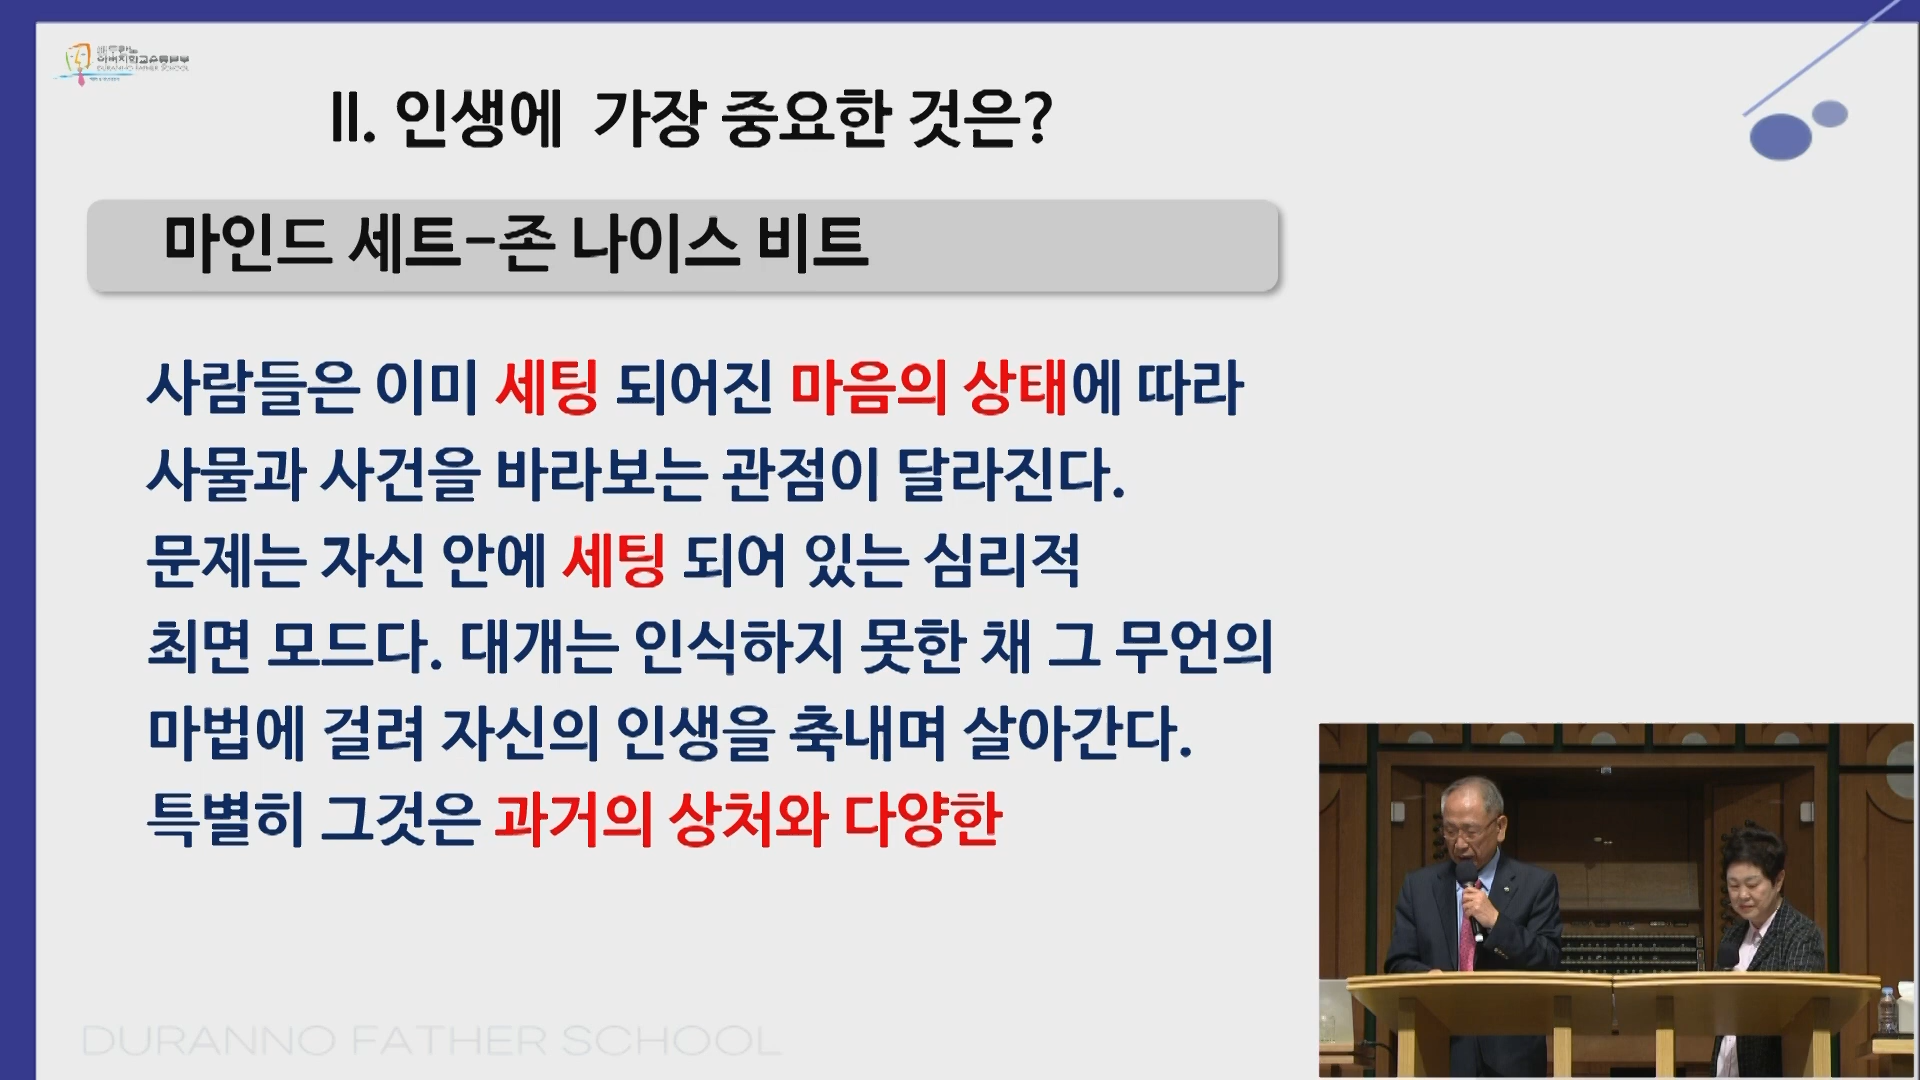 DURANNO FATHER SCHOOL
II. 인생에 가장 중요한 것은?
마인드 세트-존 나이스 비트
사람들은 이미 세팅 되어진 마음의 상태에 따라
사물과 사건을 바라보는 관점이 달라진다.
문제는 자신 안에 세팅 되어 있는 심리적
최면 모드다. 대개는 인식하지 못한 채 그 무언의
마법에 걸려 자신의 인생을 축내며 살아간다.
특별히 그것은 과거의 상처와 다양한
DURANNO FATHER SCHOOL